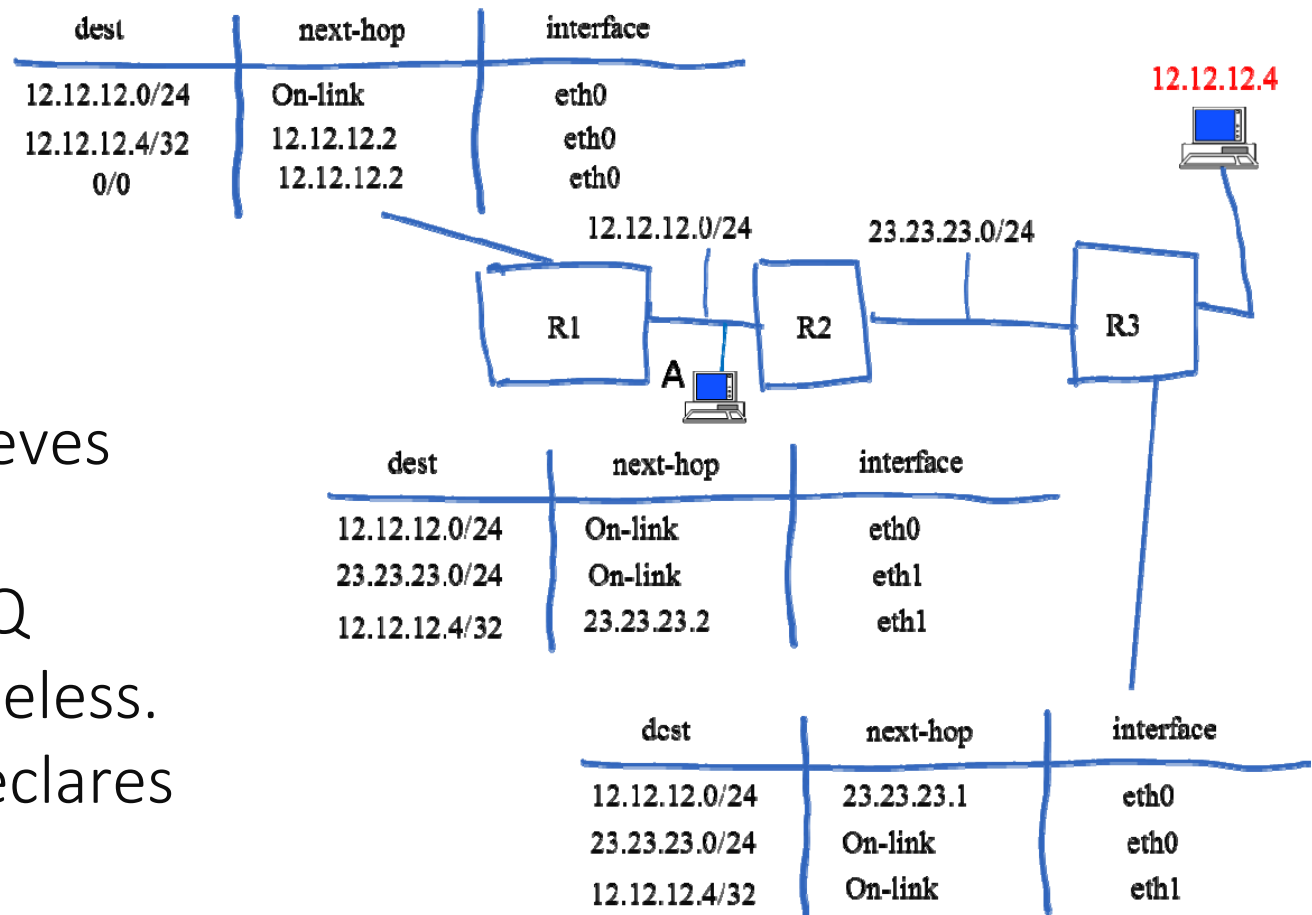 dest next-hop interface
12.12.12.0/24 On-link eth0
12.12.12.4/32 12.12.12.2 eth0
0/0 12.12.12.2 eth0
12.12.12.4
12.12.12.0/24 23.23.23.0/24
R1 R2 R3
A
eves
Q
eless.
eclares
dest next-hop interface
12.12.12.0/24 On-link eth0
23.23.23.0/24 On-link eth1
12.12.12.4/32 23.23.23.2 eth1
dest next-hop interface
12.12.12.0/24 23.23.23.1 eth0
23.23.23.0/24 On-link eth0
12.12.12.4/32 On-link eth1